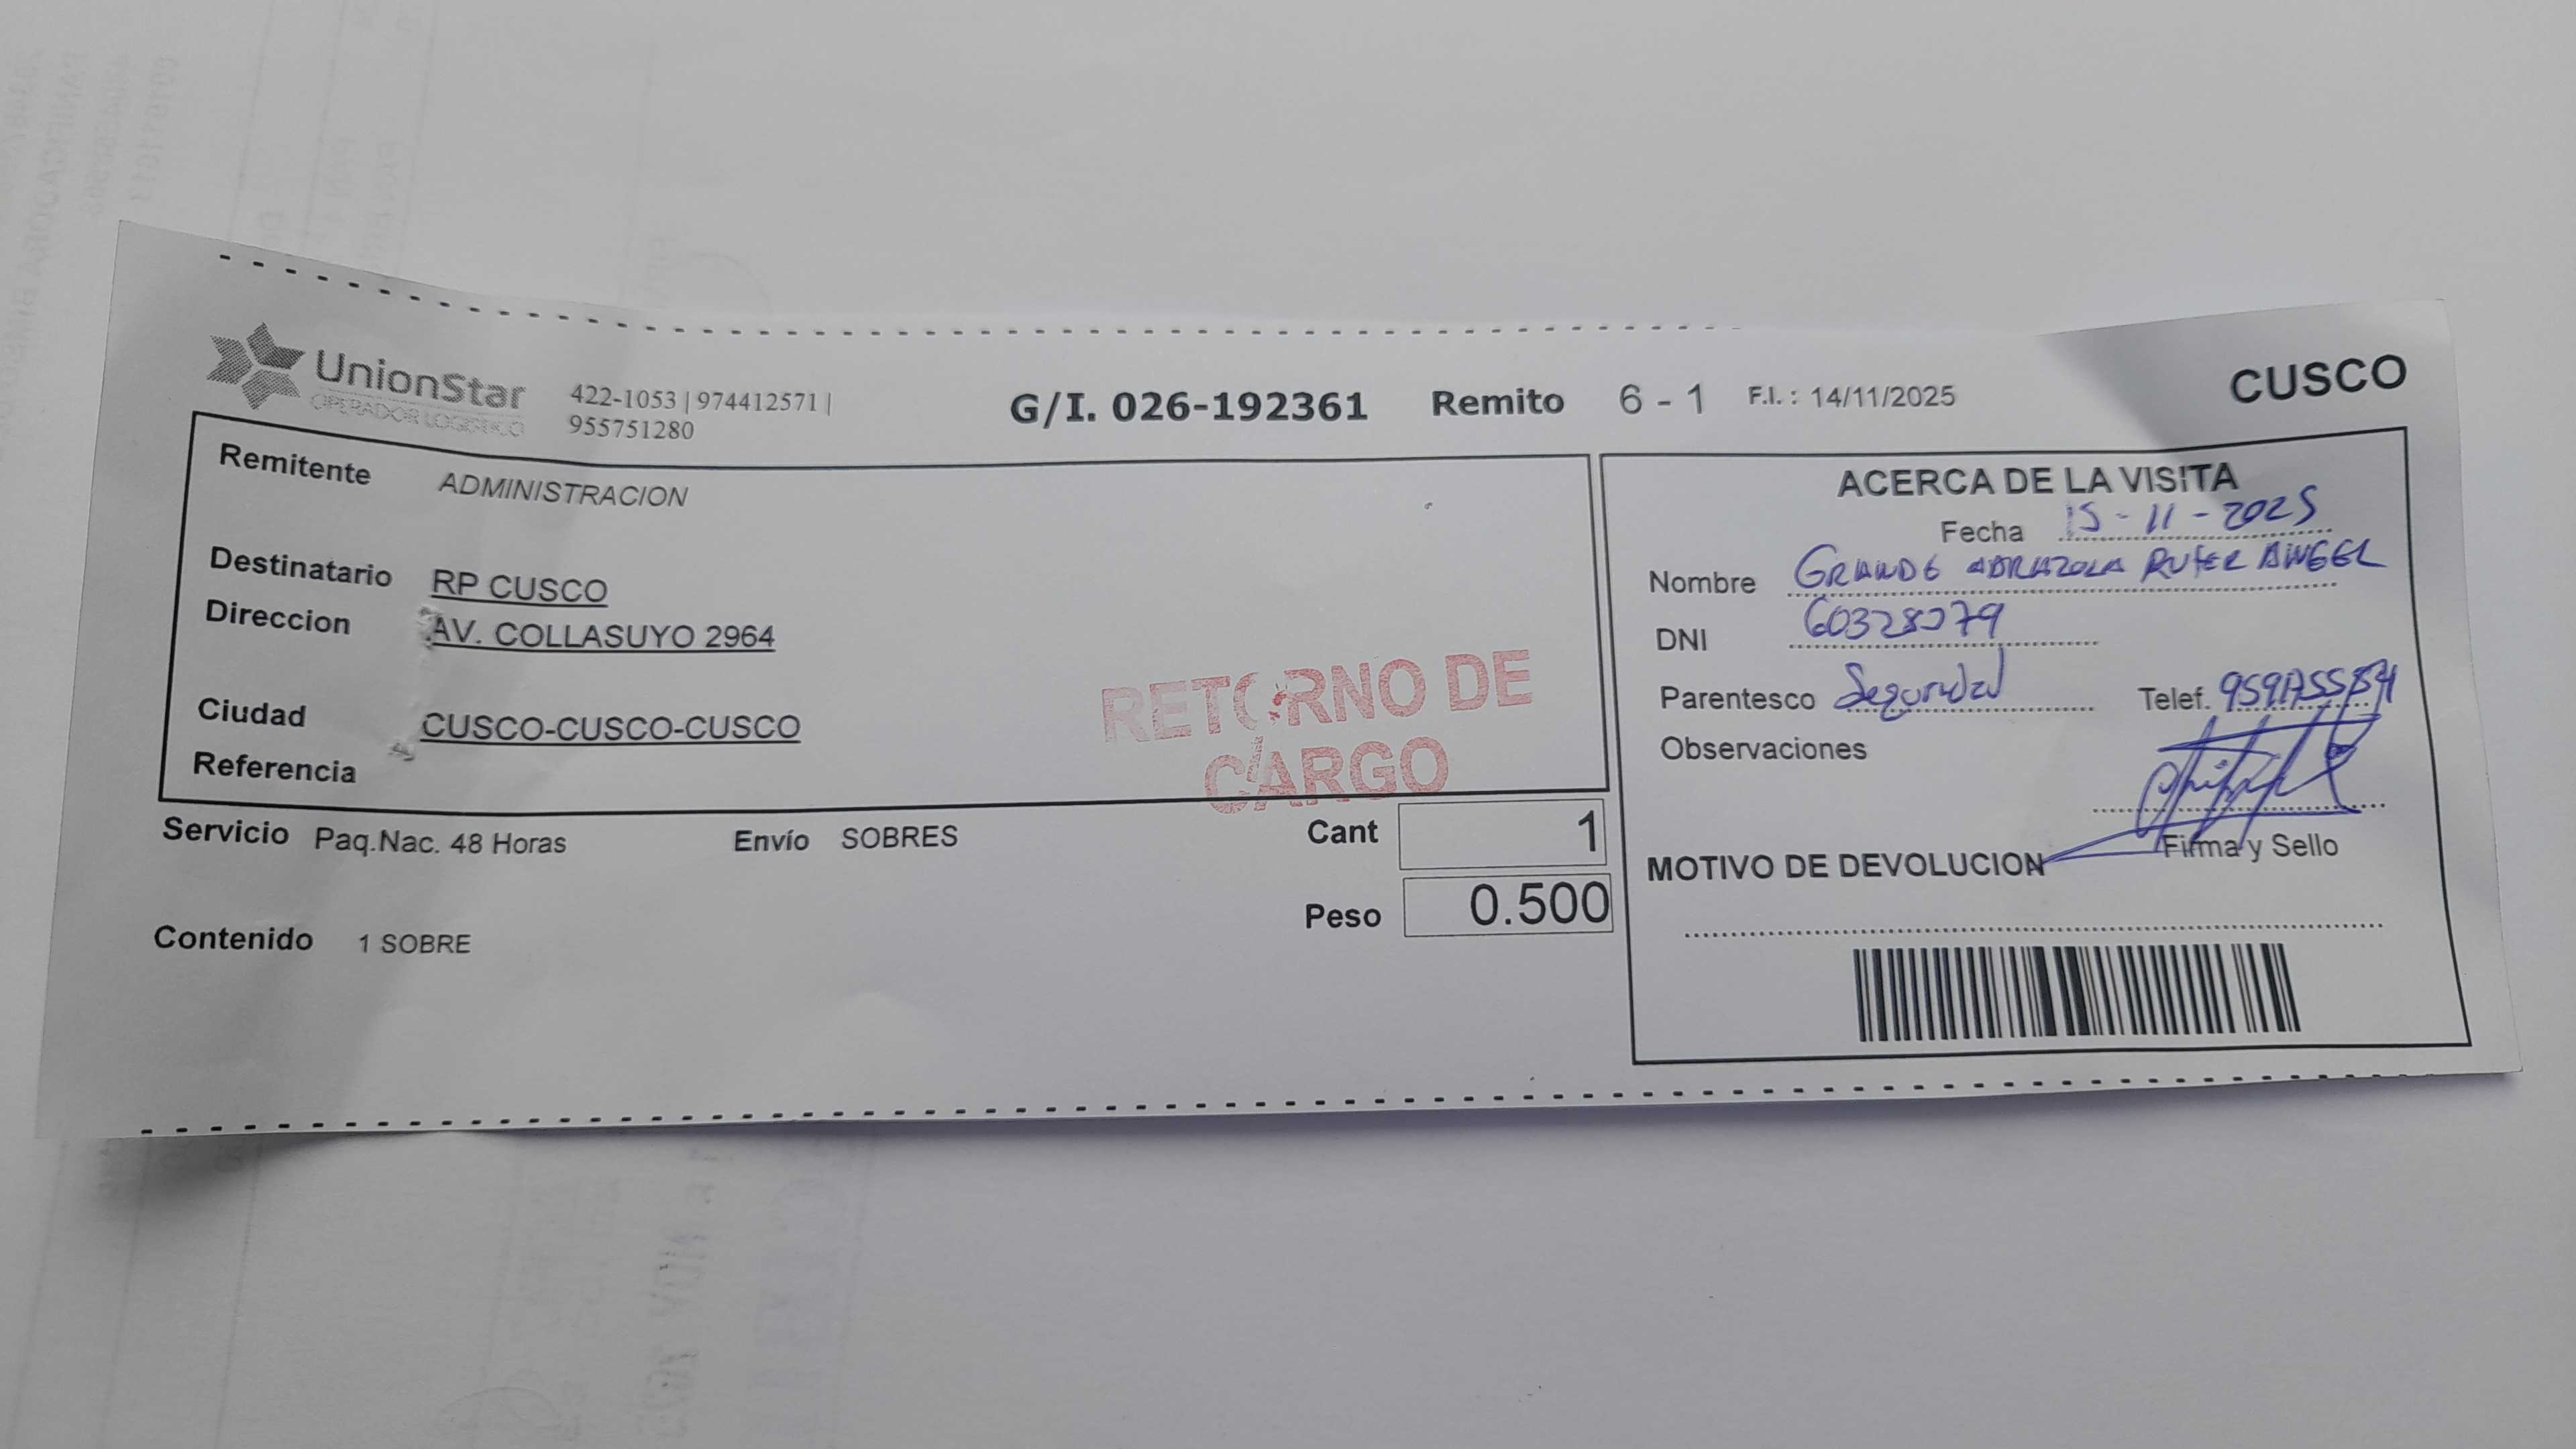 UnionStar
OPERADOR LOGISTICO
422-1053 | 974412571 |
955751280
G/I. 026-192361 Remito 6 - 1 F.I. : 14/11/2025
CUSCO
Remitente ADMINISTRACION
Destinatario RP CUSCO
Direccion AV. COLLASUYO 2964
Ciudad CUSCO-CUSCO-CUSCO
Referencia
RETORNO DE
CARGO
Servicio Paq.Nac. 48 Horas Envío SOBRES
Cant 1
Peso 0.500
Contenido 1 SOBRE
ACERCA DE LA VISITA
Fecha 15-11-2025
Nombre GRANDE ANGEL
DNI
Parentesco Seguridad Telef.
Observaciones
Firma y Sello
MOTIVO DE DEVOLUCION